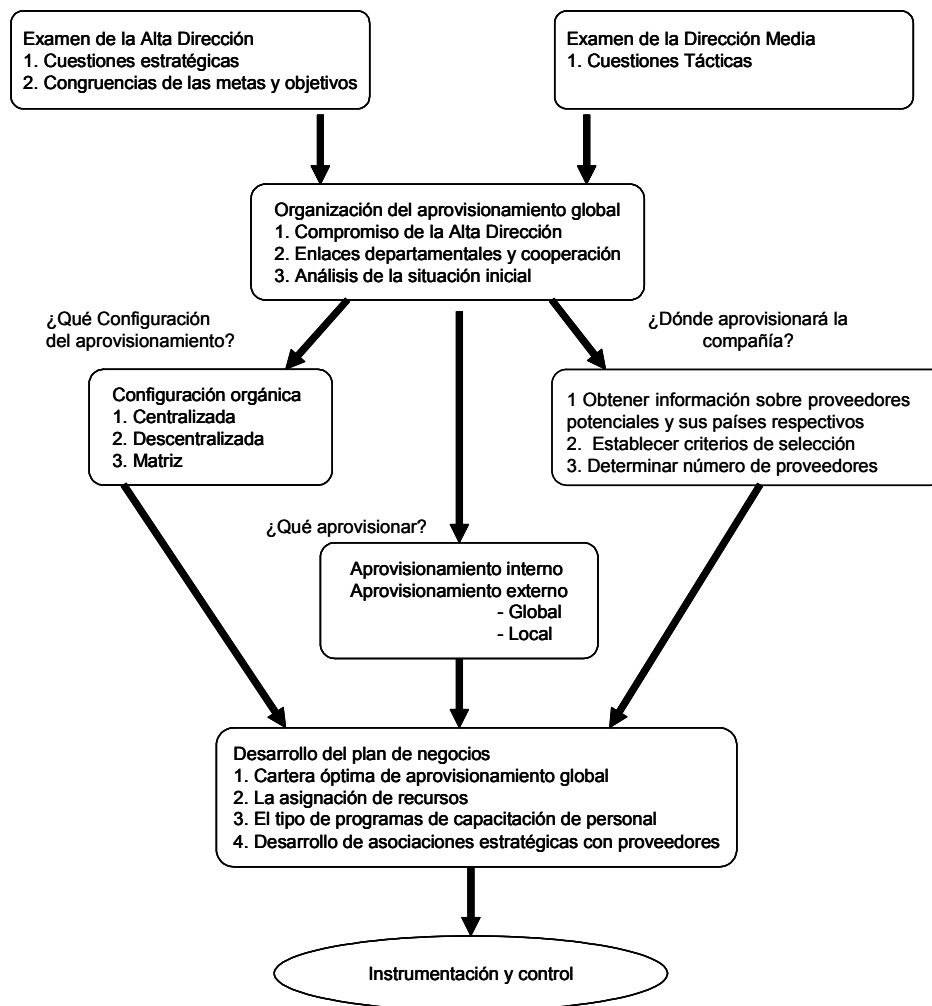 Examen de la Alta Dirección
1. Cuestiones estratégicas
2. Congruencias de las metas y objetivos
Examen de la Dirección Media
1. Cuestiones Tácticas
Organización del aprovisionamiento global
1. Compromiso de la Alta Dirección
2. Enlaces departamentales y cooperación
3. Análisis de la situación inicial
¿Qué Configuración
del aprovisionamiento?
¿Dónde aprovisionará la
compañía?
Configuración orgánica
1. Centralizada
2. Descentralizada
3. Matriz
1 Obtener información sobre proveedores
potenciales y sus países respectivos
2. Establecer criterios de selección
3. Determinar número de proveedores
¿Qué aprovisionar?
Aprovisionamiento interno
Aprovisionamiento externo
- Global
- Local
Desarrollo del plan de negocios
1. Cartera óptima de aprovisionamiento global
2. La asignación de recursos
3. El tipo de programas de capacitación de personal
4. Desarrollo de asociaciones estratégicas con proveedores
Instrumentación y control